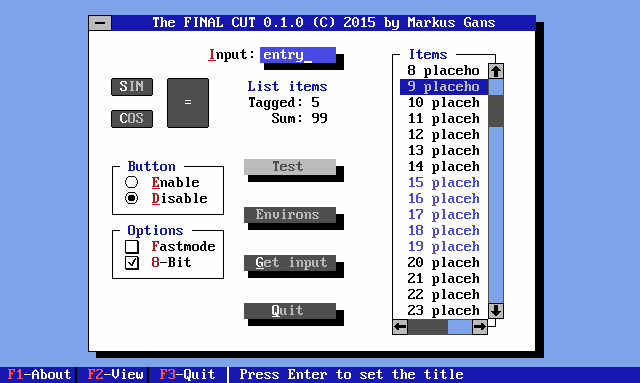 The FINAL CUT 0.1.0 (C) 2015 by Markus Gans
Input: entry_
SIN
COS
=
List items
Tagged: 5
Sum: 99
Button
Enable
Disable
Options
Fastmode
8-Bit
Test
Environs
Get input
Quit
Items
8 placeho
9 placeho
10 placeh
11 placeh
12 placeh
13 placeh
14 placeh
15 placeh
16 placeh
17 placeh
18 placeh
19 placeh
20 placeh
21 placeh
22 placeh
23 placeh
F1-About F2-View F3-Quit Press Enter to set the title